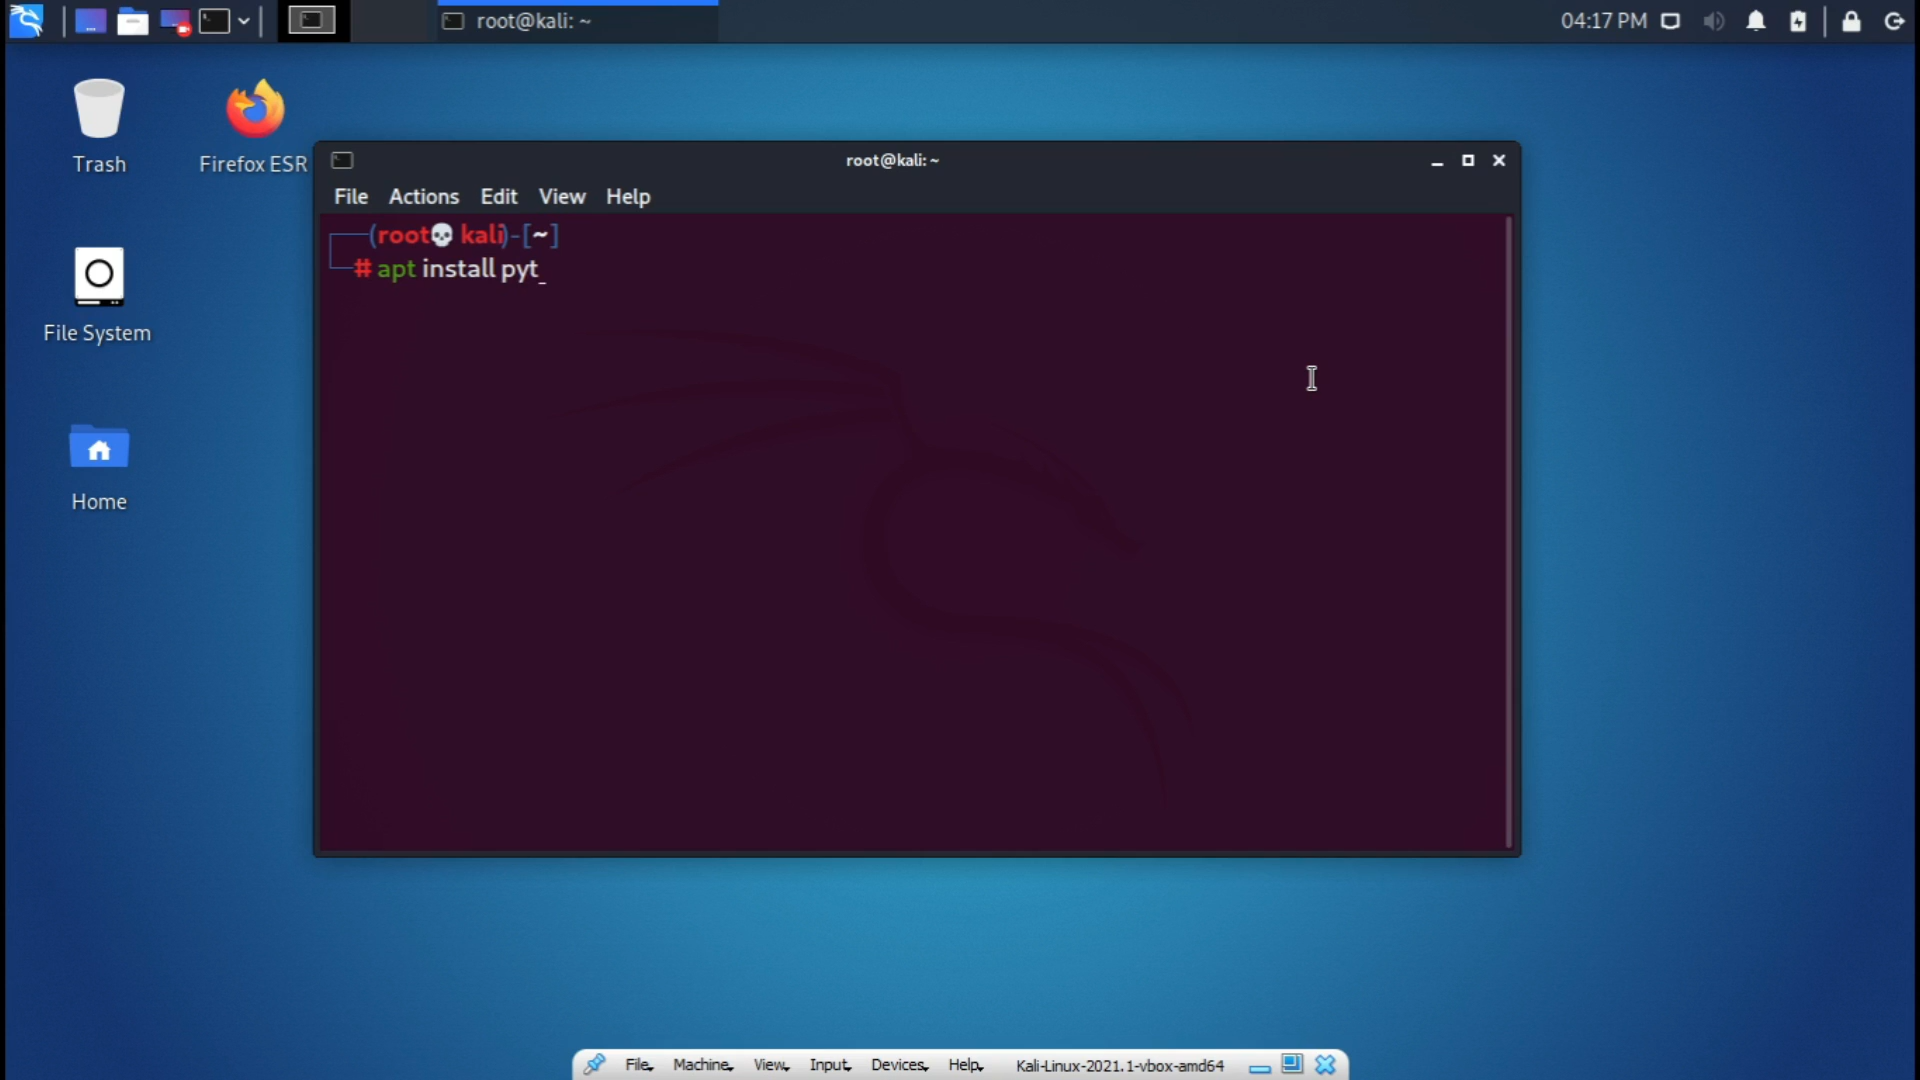 root@kali: ~
04:17 PM
Trash
Firefox ESR
File System
Home
root@kali: ~
File Actions Edit View Help
(root💀 kali)-[~]
# apt install pyt_
File Machine View Input Devices Help Kali-Linux-2021.1-vbox-amd64